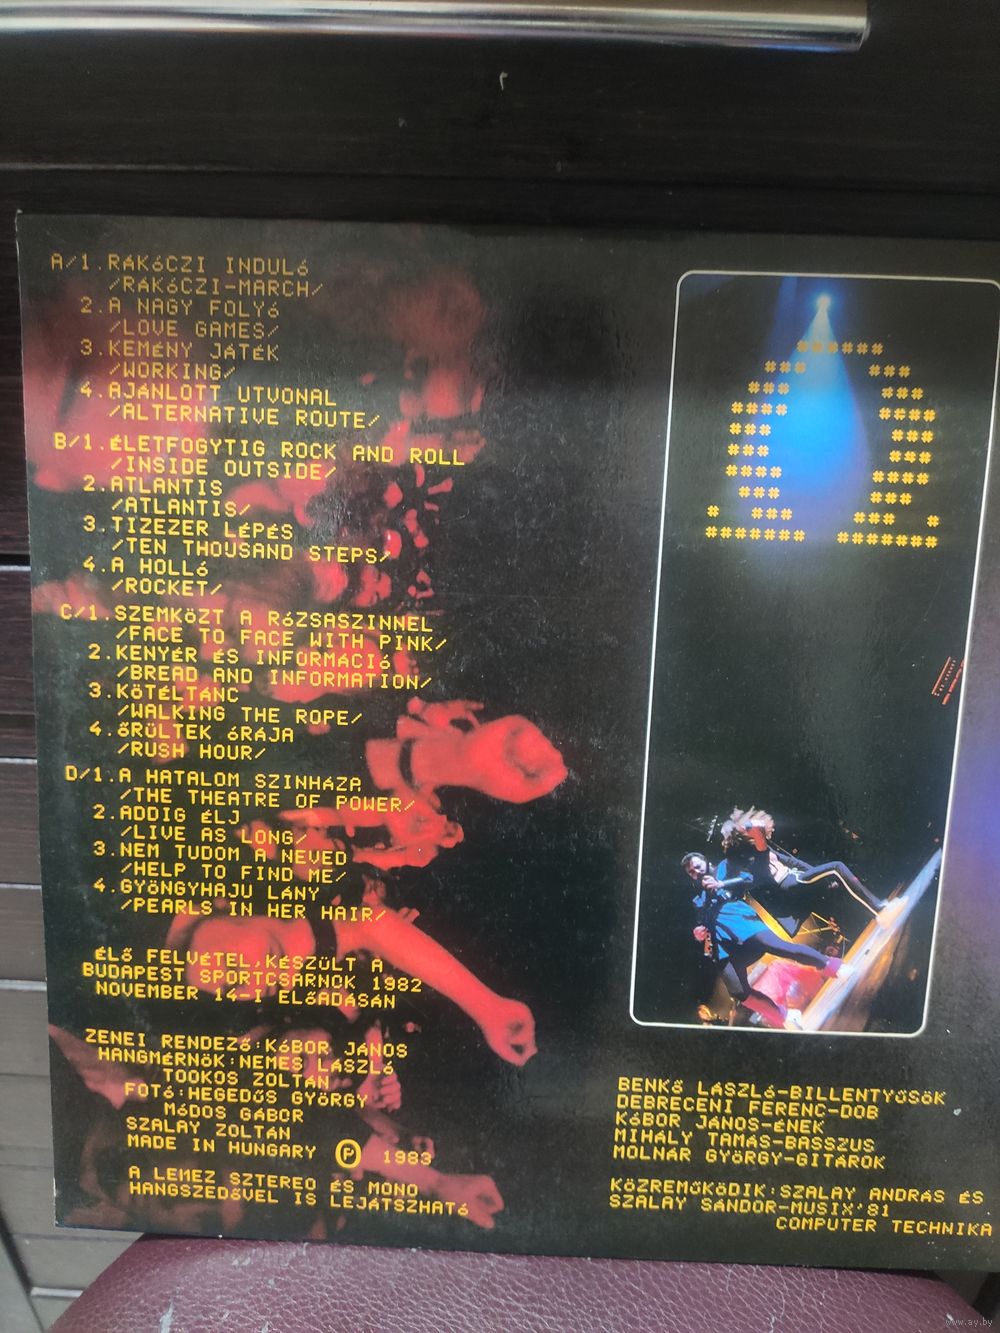 A/1.RÁKÓCZI INDULÓ
/RÁKÓCZI-MARCH/
2.A NAGY FOLYÓ
/LOVE GAMES/
3.KEMÉNY JÁTÉK
/WORKING/
4.AJÁNLOTT UTVONAL
/ALTERNATIVE ROUTE/
B/1.ÉLETFOGYTIG ROCK AND ROLL
/INSIDE OUTSIDE/
2.ATLANTIS
/ATLANTIS/
3.TIZEZER LÉPÉS
/TEN THOUSAND STEPS/
4.A HOLLÓ
/ROCKET/
C/1.SZEMKÖZT A RÓZSASZINNEL
/FACE TO FACE WITH PINK/
2.KENYÉR ÉS INFORMÁCIÓ
/BREAD AND INFORMATION/
3.KÖTÉLTÁNC
/WALKING THE ROPE/
4.ŐRÜLTEK ÓRÁJA
/RUSH HOUR/
D/1.A HATALOM SZINHÁZA
/THE THEATRE OF POWER/
2.ADDIG ÉLJ
/LIVE AS LONG/
3.NEM TUDOM A NEVED
/HELP TO FIND ME/
4.GYÖNGYHAJU LÁNY
/PEARLS IN HER HAIR/
ÉLŐ FELVÉTEL,KÉSZÜLT A
BUDAPEST SPORTCSARNOK 1982
NOVEMBER 14-I ELŐADÁSÁN
ZENEI RENDEZŐ:KÓBOR JÁNOS
HANGMÉRNÖK:NEMES LÁSZLÓ
TOOKOS ZOLTÁN
FOTÓ:HEGEDŰS GYÖRGY
MÓDOS GÁBOR
SZALAY ZOLTÁN
MADE IN HUNGARY Ⓟ 1983
A LEMEZ SZTEREO ÉS MONO
HANGSZEDŐVEL IS LEJÁTSZHATÓ
BENKŐ LÁSZLÓ-BILLENTYŰSÖK
DEBRECENI FERENC-DOB
KÓBOR JÁNOS-ÉNEK
MIHÁLY TAMÁS-BASSZUS
MOLNÁR GYÖRGY-GITÁROK
KÖZREMŰKÖDIK:SZALAY ANDRÁS ÉS
SZALAY SÁNDOR-MUSIX'81
COMPUTER TECHNIKA
www.ay.by